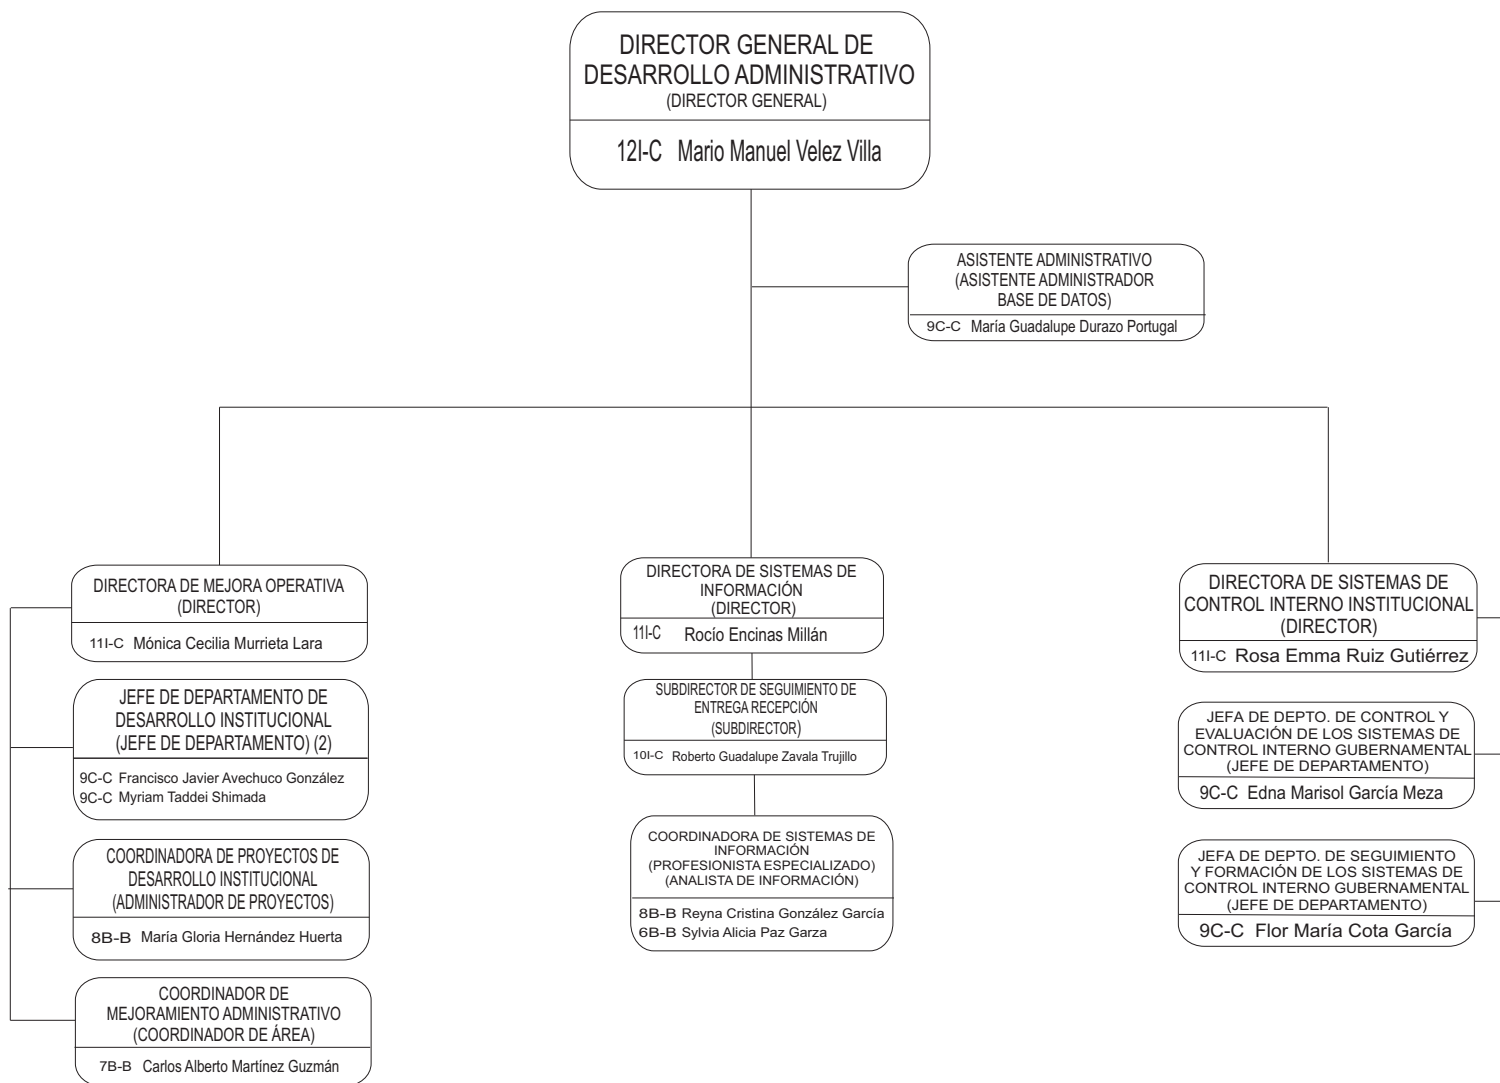 DIRECTOR GENERAL DE
DESARROLLO ADMINISTRATIVO
(DIRECTOR GENERAL)
12I-C Mario Manuel Velez Villa
ASISTENTE ADMINISTRATIVO
(ASISTENTE ADMINISTRADOR
BASE DE DATOS)
9C-C María Guadalupe Durazo Portugal
DIRECTORA DE MEJORA OPERATIVA
(DIRECTOR)
11I-C Mónica Cecilia Murrieta Lara
JEFE DE DEPARTAMENTO DE
DESARROLLO INSTITUCIONAL
(JEFE DE DEPARTAMENTO) (2)
9C-C Francisco Javier Avechuco González
9C-C Myriam Taddei Shimada
COORDINADORA DE PROYECTOS DE
DESARROLLO INSTITUCIONAL
(ADMINISTRADOR DE PROYECTOS)
8B-B María Gloria Hernández Huerta
COORDINADOR DE
MEJORAMIENTO ADMINISTRATIVO
(COORDINADOR DE ÁREA)
7B-B Carlos Alberto Martínez Guzmán
DIRECTORA DE SISTEMAS DE
INFORMACIÓN
(DIRECTOR)
11I-C Rocío Encinas Millán
SUBDIRECTOR DE SEGUIMIENTO DE
ENTREGA RECEPCIÓN
(SUBDIRECTOR)
10I-C Roberto Guadalupe Zavala Trujillo
COORDINADORA DE SISTEMAS DE
INFORMACIÓN
(PROFESIONISTA ESPECIALIZADO)
(ANALISTA DE INFORMACIÓN)
8B-B Reyna Cristina González García
6B-B Sylvia Alicia Paz Garza
DIRECTORA DE SISTEMAS DE
CONTROL INTERNO INSTITUCIONAL
(DIRECTOR)
11I-C Rosa Emma Ruiz Gutiérrez
JEFA DE DEPTO. DE CONTROL Y
EVALUACIÓN DE LOS SISTEMAS DE
CONTROL INTERNO GUBERNAMENTAL
(JEFE DE DEPARTAMENTO)
9C-C Edna Marisol García Meza
JEFA DE DEPTO. DE SEGUIMIENTO
Y FORMACIÓN DE LOS SISTEMAS DE
CONTROL INTERNO GUBERNAMENTAL
(JEFE DE DEPARTAMENTO)
9C-C Flor María Cota García